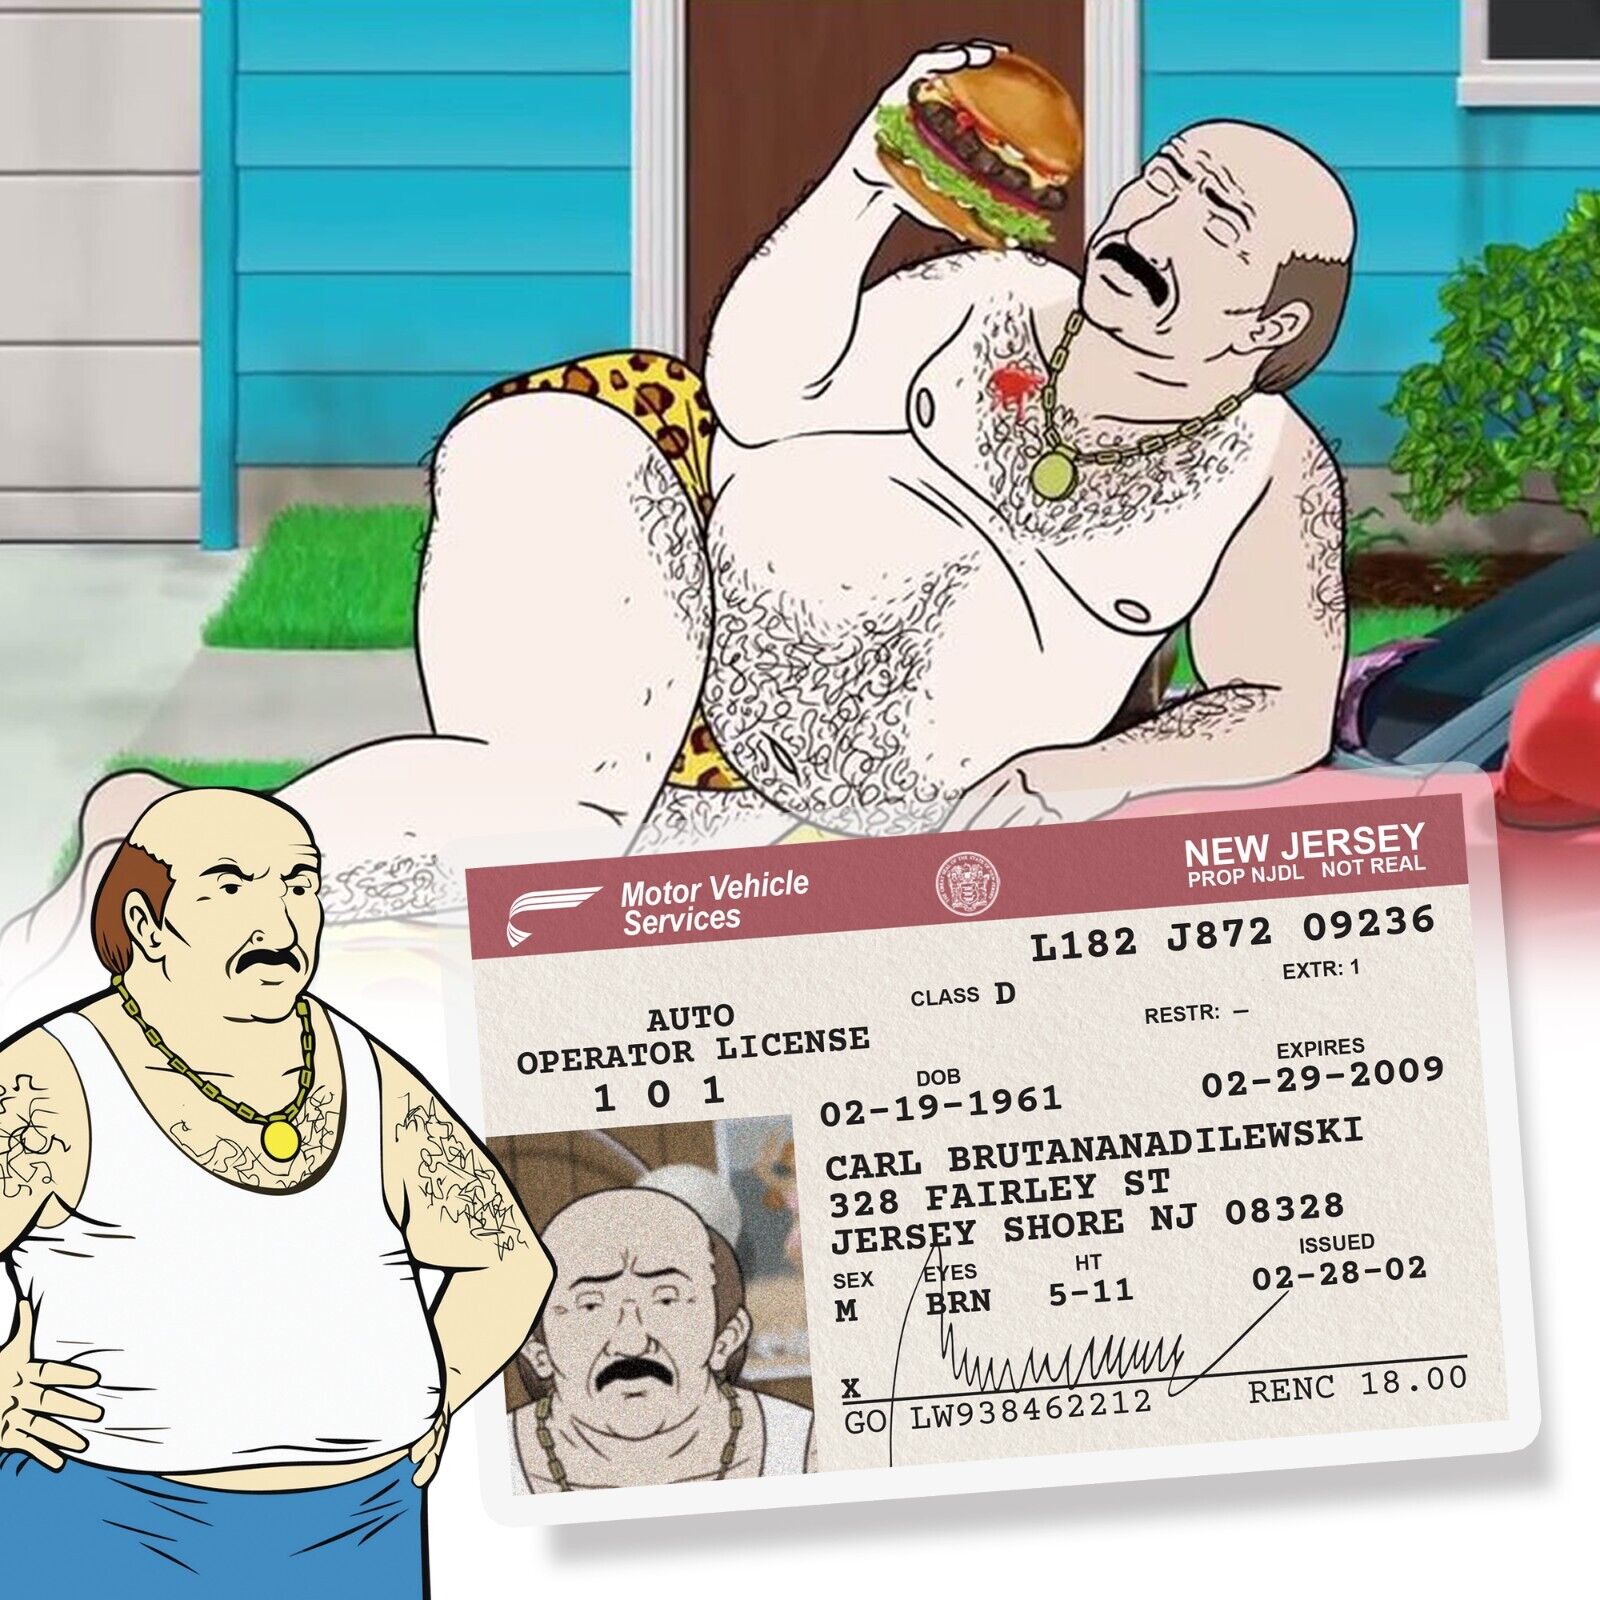 Motor Vehicle
Services
NEW JERSEY
PROP NJDL NOT REAL
L182 J872 09236
CLASS D
EXTR: 1
AUTO
OPERATOR LICENSE
1 0 1
RESTR: –
DOB
02-19-1961
EXPIRES
02-29-2009
CARL BRUTANANADILEWSKI
328 FAIRLEY ST
JERSEY SHORE NJ 08328
SEX
M
EYES
BRN
HT
5-11
ISSUED
02-28-02
X
GO LW938462212
RENC 18.00